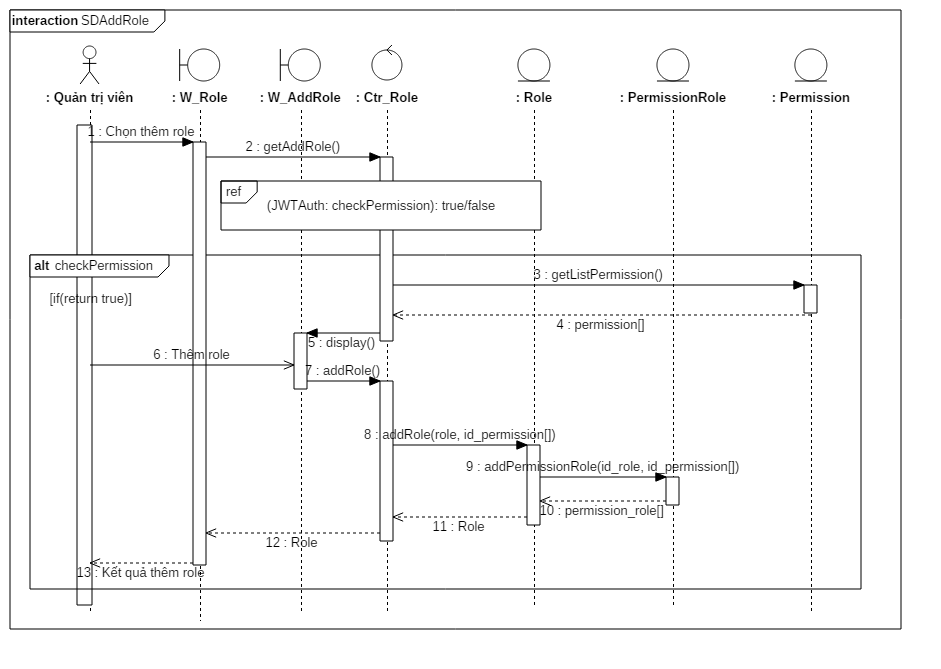 interaction SDAddRole
: Quản trị viên
: W_Role
: W_AddRole
: Ctr_Role
: Role
: PermissionRole
: Permission
1 : Chọn thêm role
2 : getAddRole()
ref
(JWTAuth: checkPermission): true/false
alt checkPermission
[if(return true)]
3 : getListPermission()
4 : permission[]
5 : display()
6 : Thêm role
7 : addRole()
8 : addRole(role, id_permission[])
9 : addPermissionRole(id_role, id_permission[])
10 : permission_role[]
11 : Role
12 : Role
13 : Kết quả thêm role